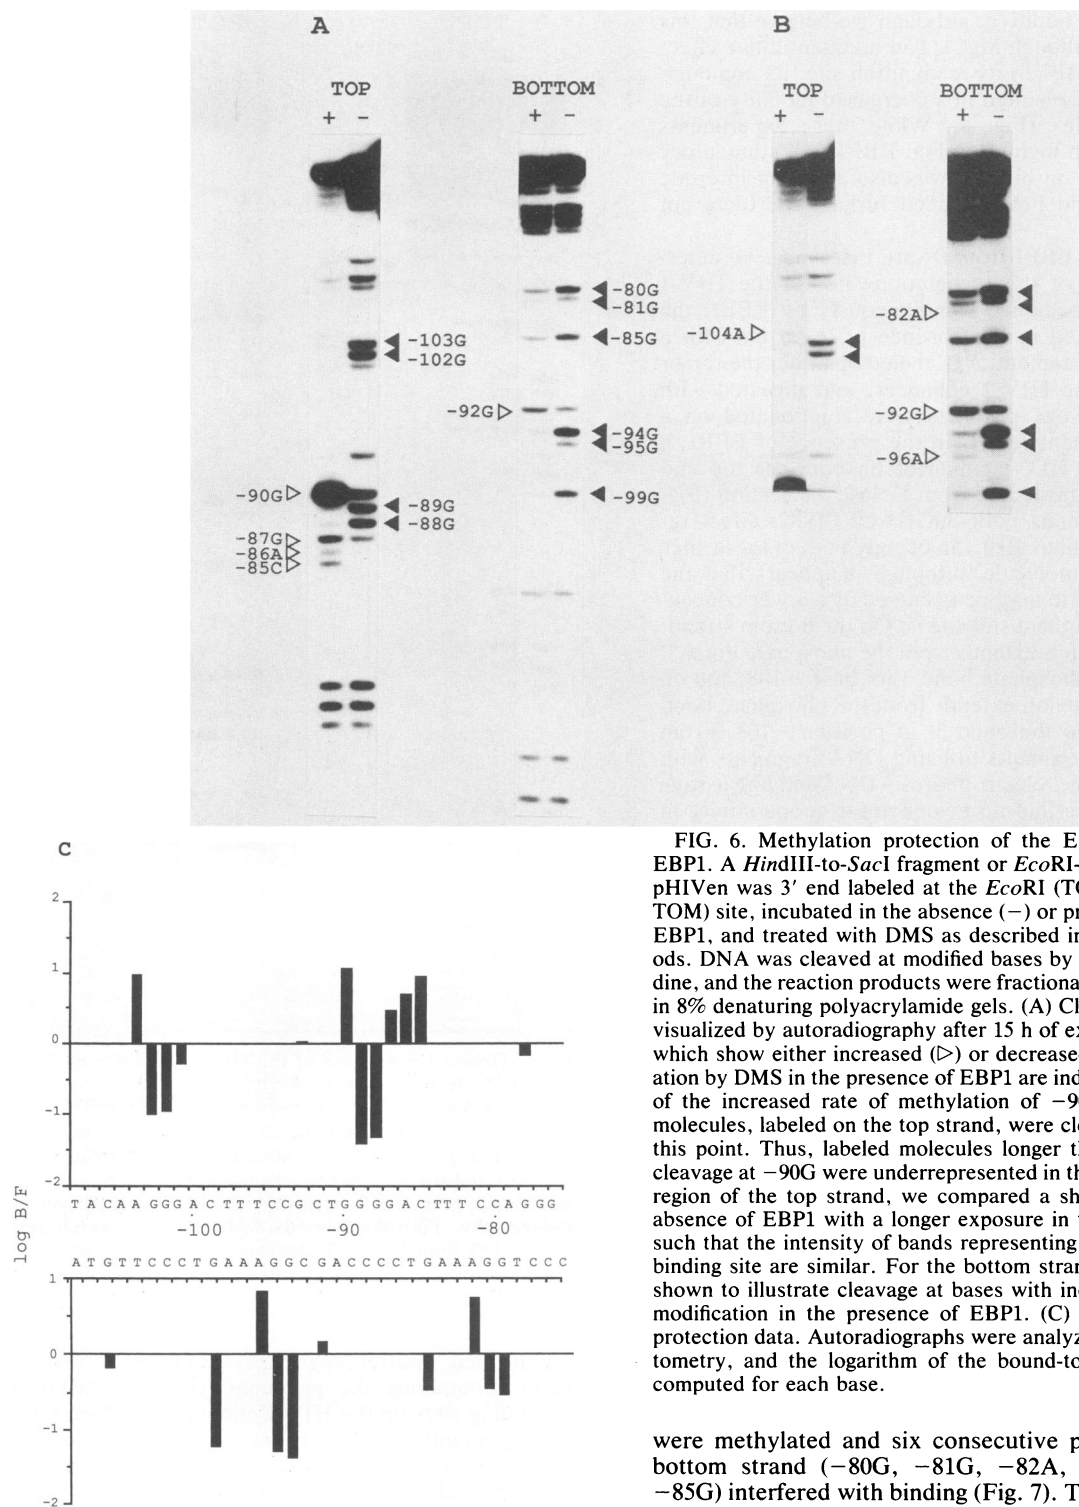 A
B
TOP
BOTTOM
TOP
BOTTOM
+ −
+ −
+ −
+ −
-80G
-81G
-85G
-92G
-94G
-95G
-99G
-103G
-102G
-90G
-89G
-88G
-87G
-86A
-85C
-104A
-82A
-92G
-96A
C
2
1
0
-1
-2
T A C A A G G G A C T T T C C G C T G G G G A C T T T C C A G G G
-100
-90
-80
log B/F
A T G T T C C C T G A A A G G C G A C C C C T G A A A G G T C C C
1
0
-1
-2
FIG. 6. Methylation protection of the E
EBP1. A HindIII-to-SacI fragment or EcoRI-
pHIVen was 3′ end labeled at the EcoRI (TO
TOM) site, incubated in the absence (−) or pr
EBP1, and treated with DMS as described in
ods. DNA was cleaved at modified bases by
dine, and the reaction products were fractiona
in 8% denaturing polyacrylamide gels. (A) Cl
visualized by autoradiography after 15 h of ex
which show either increased (▷) or decreased
ation by DMS in the presence of EBP1 are ind
of the increased rate of methylation of −9
molecules, labeled on the top strand, were cle
this point. Thus, labeled molecules longer th
cleavage at −90G were underrepresented in th
region of the top strand, we compared a sh
absence of EBP1 with a longer exposure in
such that the intensity of bands representing
binding site are similar. For the bottom stran
shown to illustrate cleavage at bases with in
modification in the presence of EBP1. (C)
protection data. Autoradiographs were analyz
tometry, and the logarithm of the bound-to
computed for each base.
were methylated and six consecutive p
bottom strand (−80G, −81G, −82A,
−85G) interfered with binding (Fig. 7). T